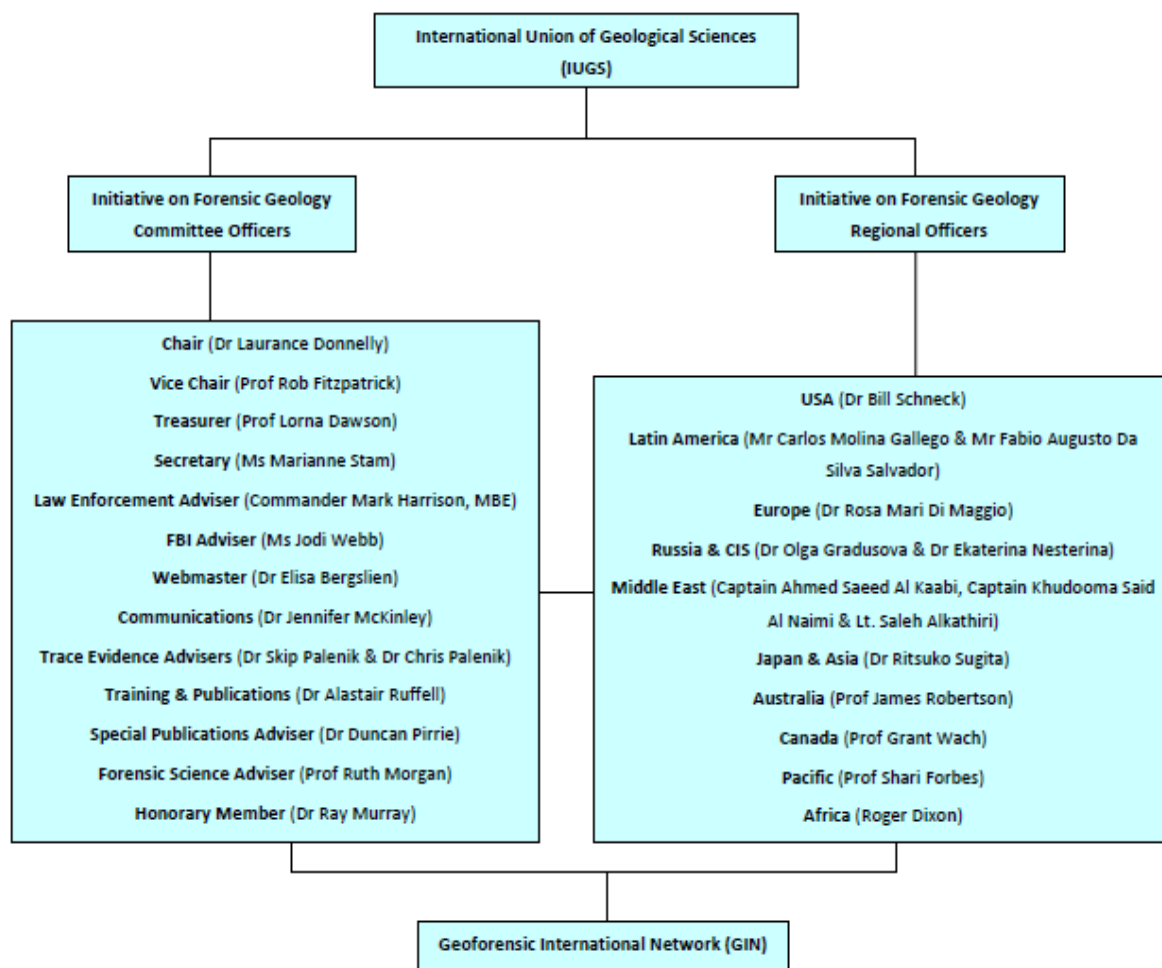 International Union of Geological Sciences
(IUGS)
Initiative on Forensic Geology
Committee Officers
Initiative on Forensic Geology
Regional Officers
Chair (Dr Laurance Donnelly)
Vice Chair (Prof Rob Fitzpatrick)
Treasurer (Prof Lorna Dawson)
Secretary (Ms Marianne Stam)
Law Enforcement Adviser (Commander Mark Harrison, MBE)
FBI Adviser (Ms Jodi Webb)
Webmaster (Dr Elisa Bergslien)
Communications (Dr Jennifer McKinley)
Trace Evidence Advisers (Dr Skip Palenik & Dr Chris Palenik)
Training & Publications (Dr Alastair Ruffell)
Special Publications Adviser (Dr Duncan Pirrie)
Forensic Science Adviser (Prof Ruth Morgan)
Honorary Member (Dr Ray Murray)
USA (Dr Bill Schneck)
Latin America (Mr Carlos Molina Gallego & Mr Fabio Augusto Da
Silva Salvador)
Europe (Dr Rosa Mari Di Maggio)
Russia & CIS (Dr Olga Gradusova & Dr Ekaterina Nesterina)
Middle East (Captain Ahmed Saeed Al Kaabi, Captain Khudooma Said
Al Naimi & Lt. Saleh Alkathiri)
Japan & Asia (Dr Ritsuko Sugita)
Australia (Prof James Robertson)
Canada (Prof Grant Wach)
Pacific (Prof Shari Forbes)
Africa (Roger Dixon)
Geoforensic International Network (GIN)